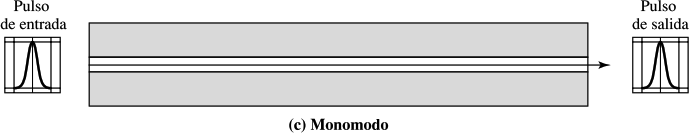 Pulso
de entrada
Pulso
de salida
(c) Monomodo